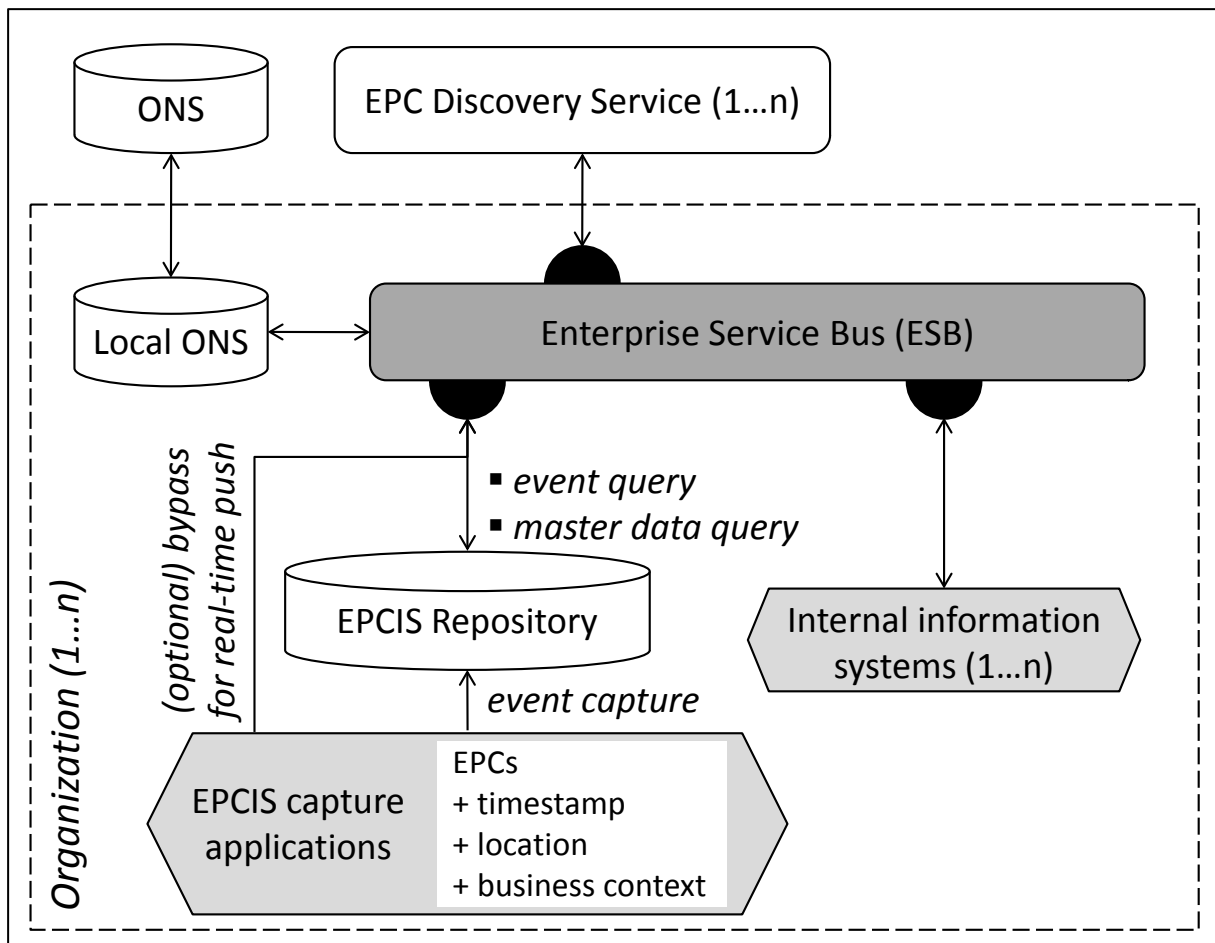 ONS
EPC Discovery Service (1...n)
Local ONS
Enterprise Service Bus (ESB)
(optional) bypass
for real-time push
▪ event query
▪ master data query
EPCIS Repository
Internal information
systems (1...n)
event capture
Organization (1...n)
EPCIS capture
applications
EPCs
+ timestamp
+ location
+ business context